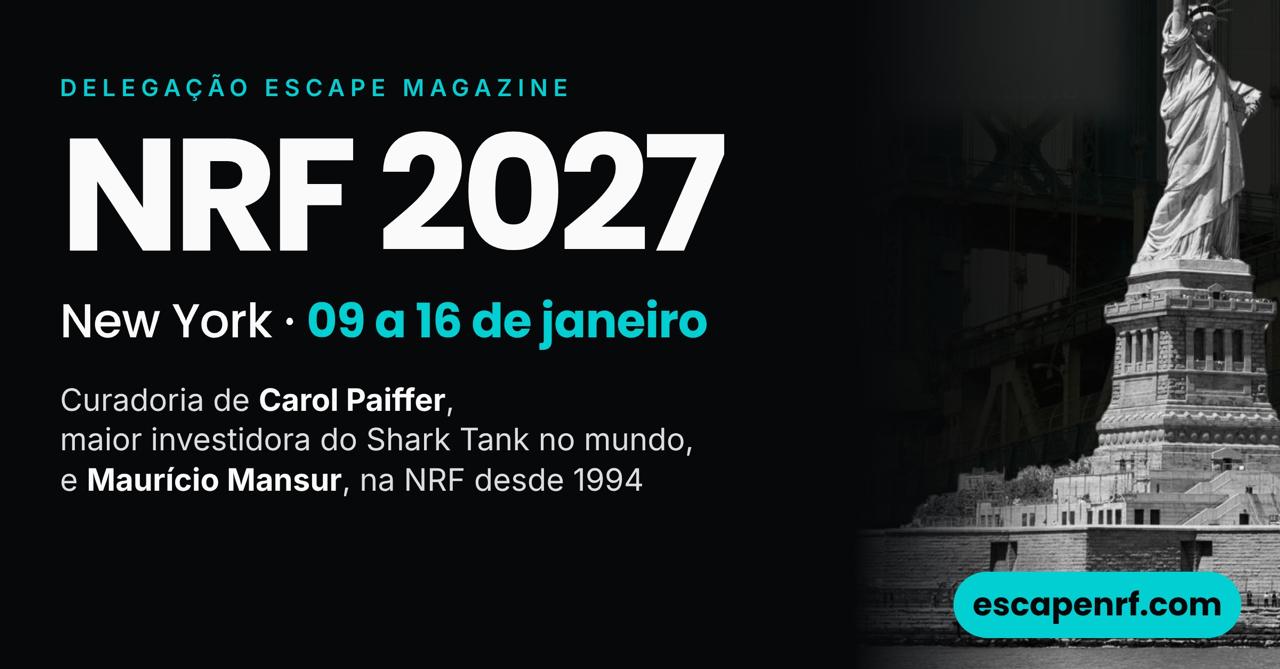 DELEGAÇÃO ESCAPE MAGAZINE
NRF 2027
New York · 09 a 16 de janeiro
Curadoria de Carol Paiffer,
maior investidora do Shark Tank no mundo,
e Maurício Mansur, na NRF desde 1994
escapenrf.com